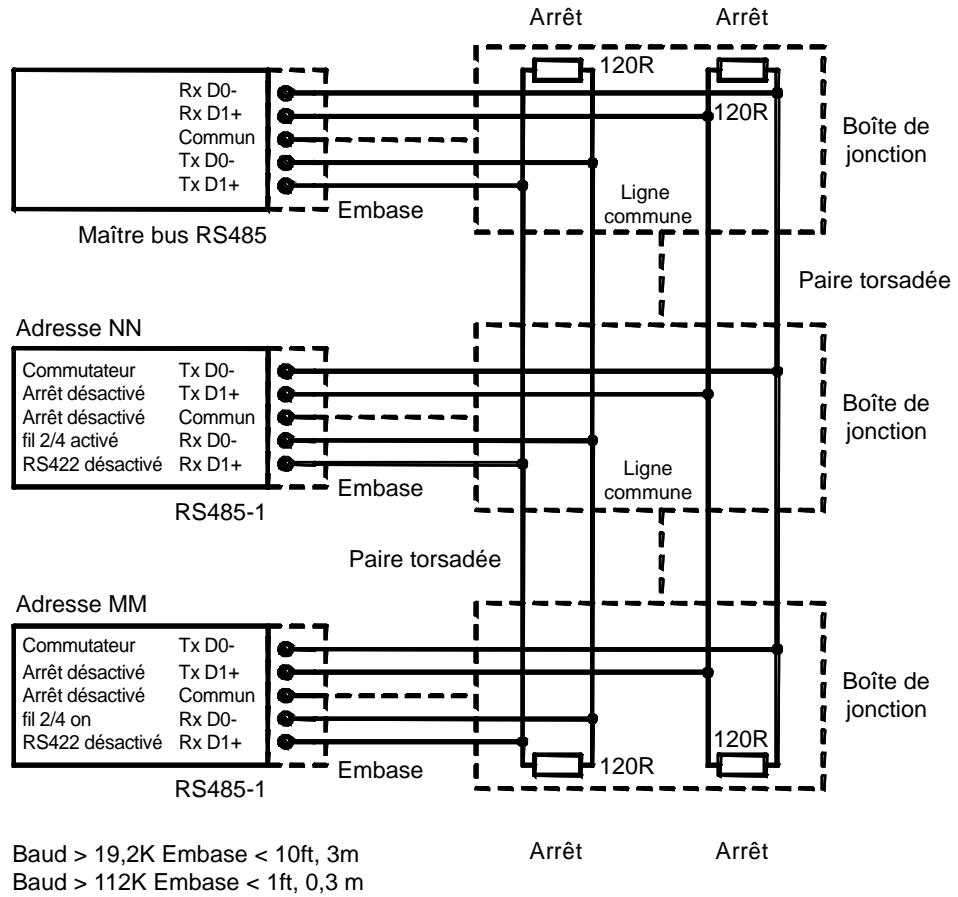 Arrêt
Arrêt
120R
120R
Rx D0-
Rx D1+
Commun
Tx D0-
Tx D1+
Boîte de
jonction
Ligne
commune
Embase
Maître bus RS485
Paire torsadée
Adresse NN
Commutateur Tx D0-
Arrêt désactivé Tx D1+
Arrêt désactivé Commun
fil 2/4 activé Rx D0-
RS422 désactivé Rx D1+
Boîte de
jonction
Ligne
commune
Embase
RS485-1
Paire torsadée
Adresse MM
Commutateur Tx D0-
Arrêt désactivé Tx D1+
Arrêt désactivé Commun
fil 2/4 on Rx D0-
RS422 désactivé Rx D1+
Boîte de
jonction
120R
120R
Embase
RS485-1
Arrêt
Arrêt
Baud > 19,2K Embase < 10ft, 3m
Baud > 112K Embase < 1ft, 0,3 m